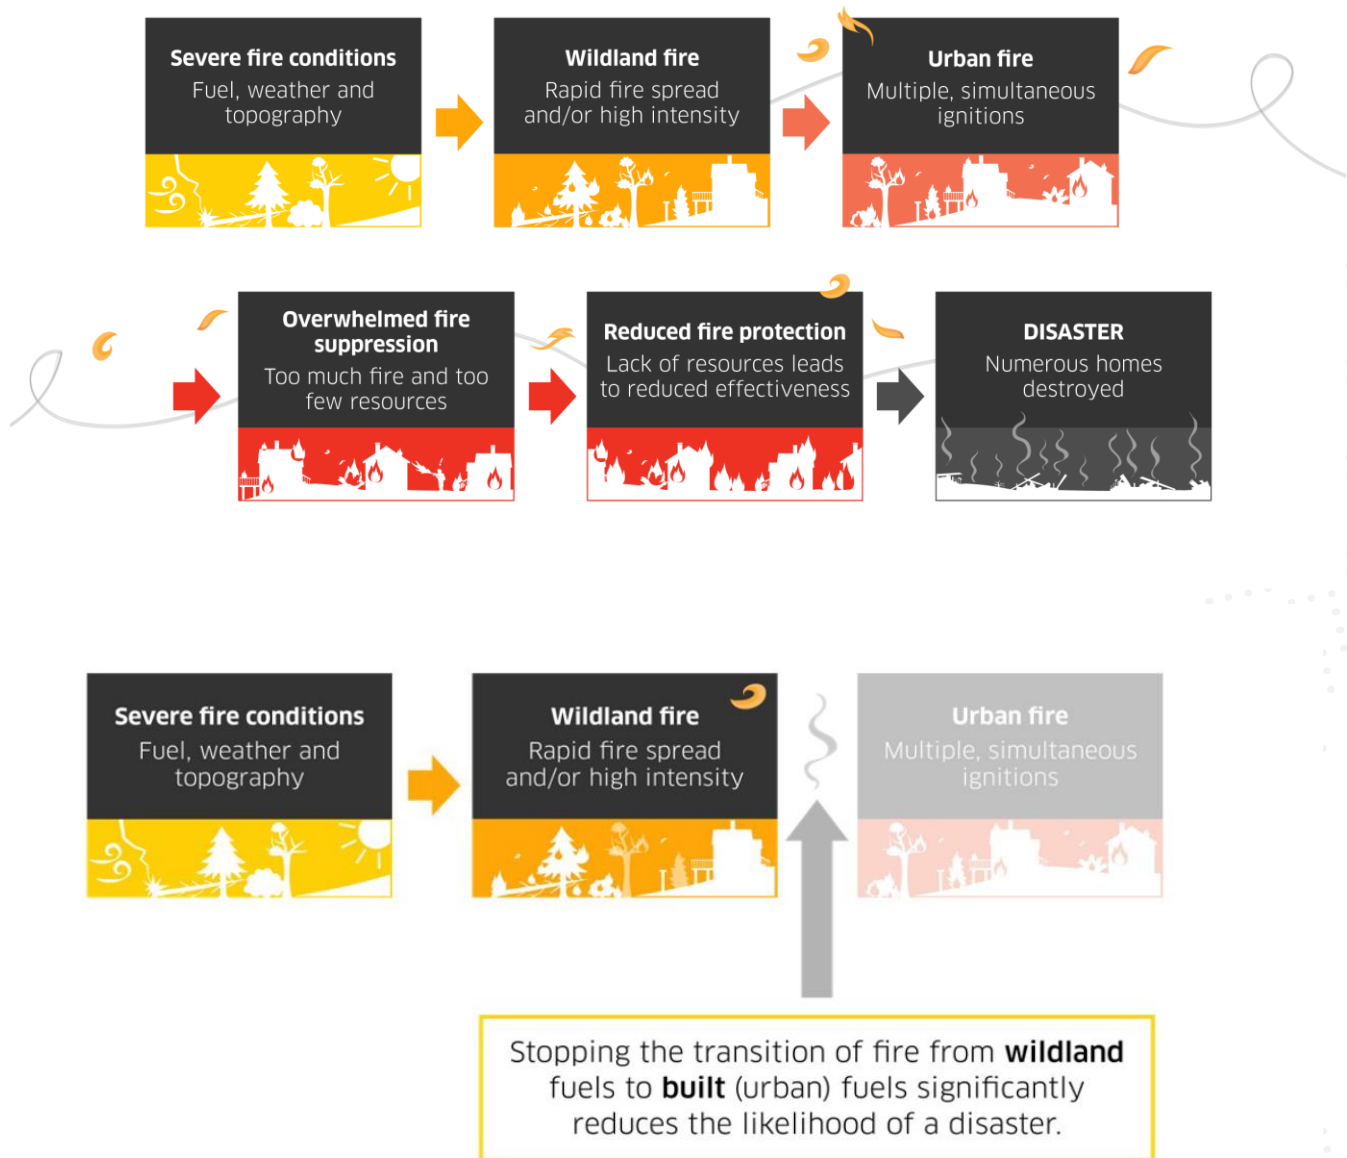 Severe fire conditions
Fuel, weather and
topography
Wildland fire
Rapid fire spread
and/or high intensity
Urban fire
Multiple, simultaneous
ignitions
Overwhelmed fire
suppression
Too much fire and too
few resources
Reduced fire protection
Lack of resources leads
to reduced effectiveness
DISASTER
Numerous homes
destroyed
Severe fire conditions
Fuel, weather and
topography
Wildland fire
Rapid fire spread
and/or high intensity
Urban fire
Multiple, simultaneous
ignitions
Stopping the transition of fire from wildland
fuels to built (urban) fuels significantly
reduces the likelihood of a disaster.